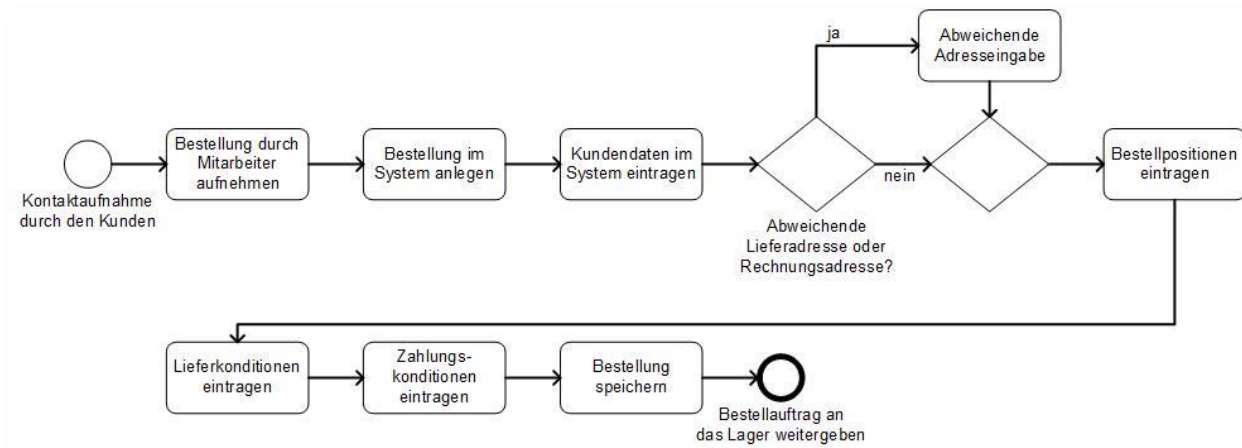 Kontaktaufnahme
durch den Kunden
Bestellung durch
Mitarbeiter
aufnehmen
Bestellung im
System anlegen
Kundendaten im
System eintragen
Abweichende
Lieferadresse oder
Rechnungsadresse?
ja
Abweichende
Adresseingabe
nein
Bestellpositionen
eintragen
Lieferkonditionen
eintragen
Zahlungs-
konditionen
eintragen
Bestellung
speichern
Bestellauftrag an
das Lager weitergeben